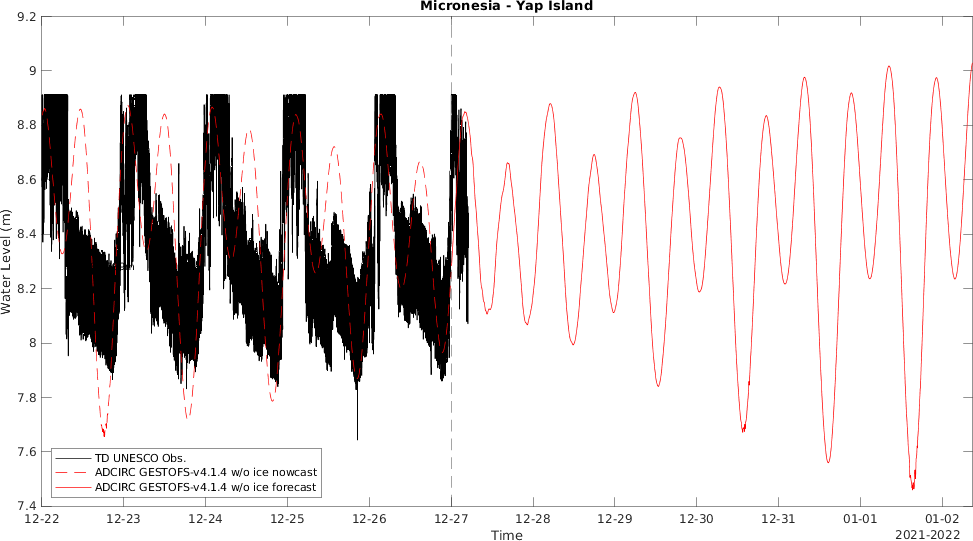 Micronesia - Yap Island
9.2
9
8.8
8.6
8.4
8.2
8
7.8
7.6
7.4
Water Level (m)
TD UNESCO Obs.
ADCIRC GESTOFS-v4.1.4 w/o ice nowcast
ADCIRC GESTOFS-v4.1.4 w/o ice forecast
12-22 12-23 12-24 12-25 12-26 12-27 12-28 12-29 12-30 12-31 01-01 01-02
Time
2021-2022